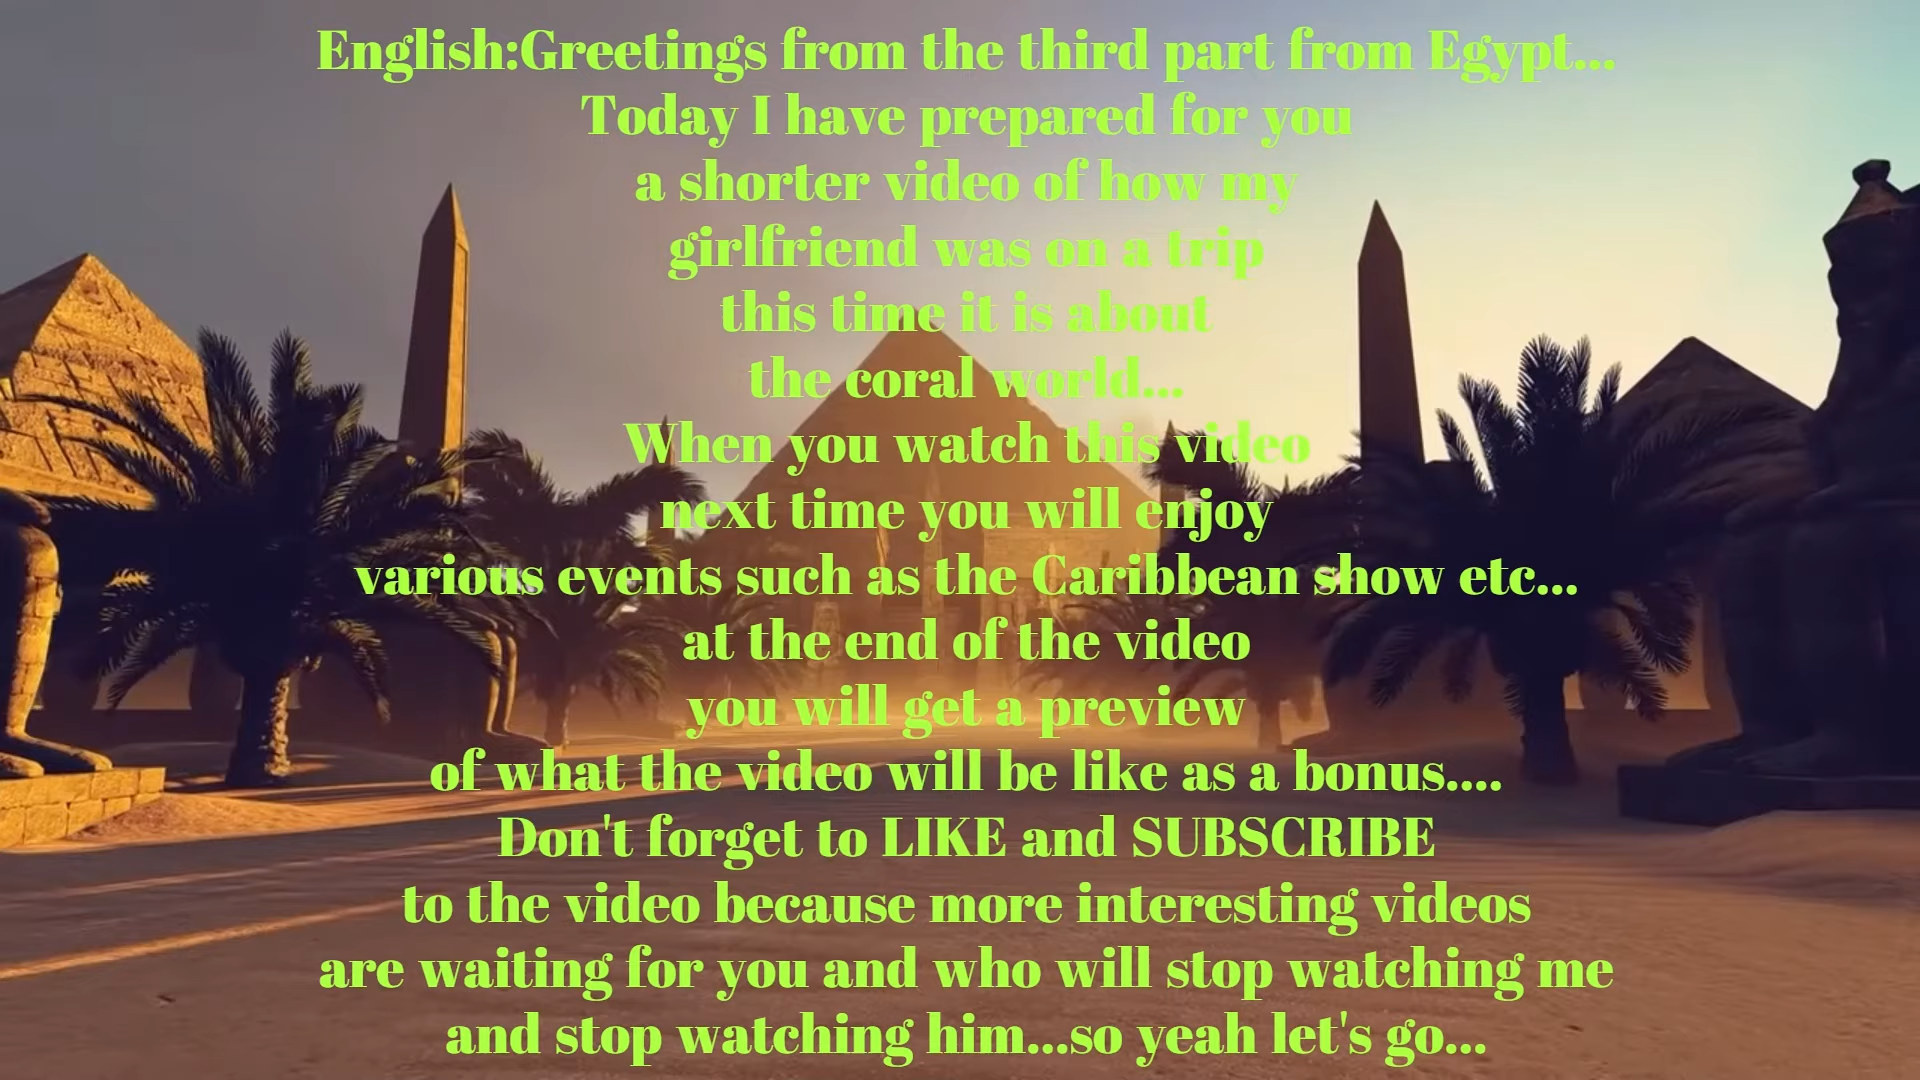 English:Greetings from the third part from Egypt...
Today I have prepared for you
a shorter video of how my
girlfriend was on a trip
this time it is about
the coral world...
When you watch this video
next time you will enjoy
various events such as the Caribbean show etc...
at the end of the video
you will get a preview
of what the video will be like as a bonus....
Don't forget to LIKE and SUBSCRIBE
to the video because more interesting videos
are waiting for you and who will stop watching me
and stop watching him...so yeah let's go...